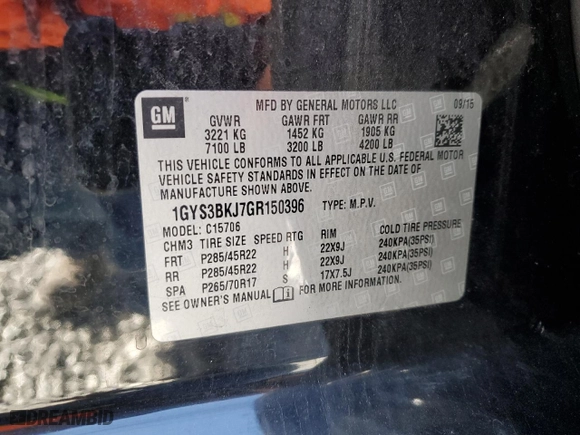 GM
MFD BY GENERAL MOTORS LLC 09/15
GVWR GAWR FRT GAWR RR
3221 KG 1452 KG 1905 KG
7100 LB 3200 LB 4200 LB
THIS VEHICLE CONFORMS TO ALL APPLICABLE U.S. FEDERAL MOTOR
VEHICLE SAFETY STANDARDS IN EFFECT ON THE DATE OF
MANUFACTURE SHOWN ABOVE.
1GYS3BKJ7GR150396 TYPE: M.P.V.
MODEL: C15706
CHM3 TIRE SIZE SPEED RTG RIM COLD TIRE PRESSURE
FRT P285/45R22 H 22X9J 240KPA(35PSI)
RR P285/45R22 H 22X9J 240KPA(35PSI)
SPA P265/70R17 S 17X7.5J 240KPA(35PSI)
SEE OWNER'S MANUAL FOR MORE INFORMATION.
DREAMBID